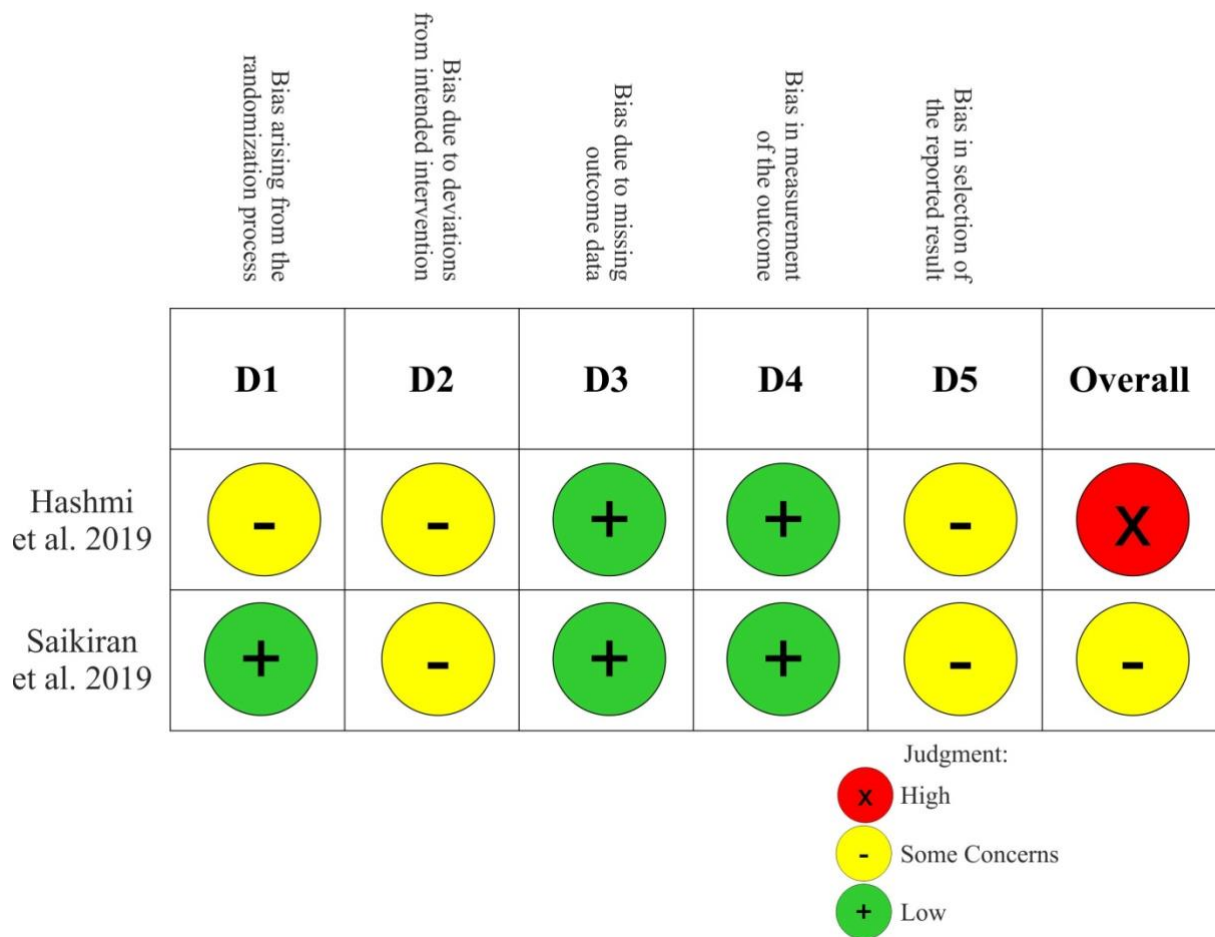 Bias arising from the
randomization process
Bias due to deviations
from intended intervention
Bias due to missing
outcome data
Bias in measurement
of the outcome
Bias in selection of
the reported result
D1 D2 D3 D4 D5 Overall
Hashmi
et al. 2019
- - + + - x
Saikiran
et al. 2019
+ - + + - -
Judgment:
x High
- Some Concerns
+ Low